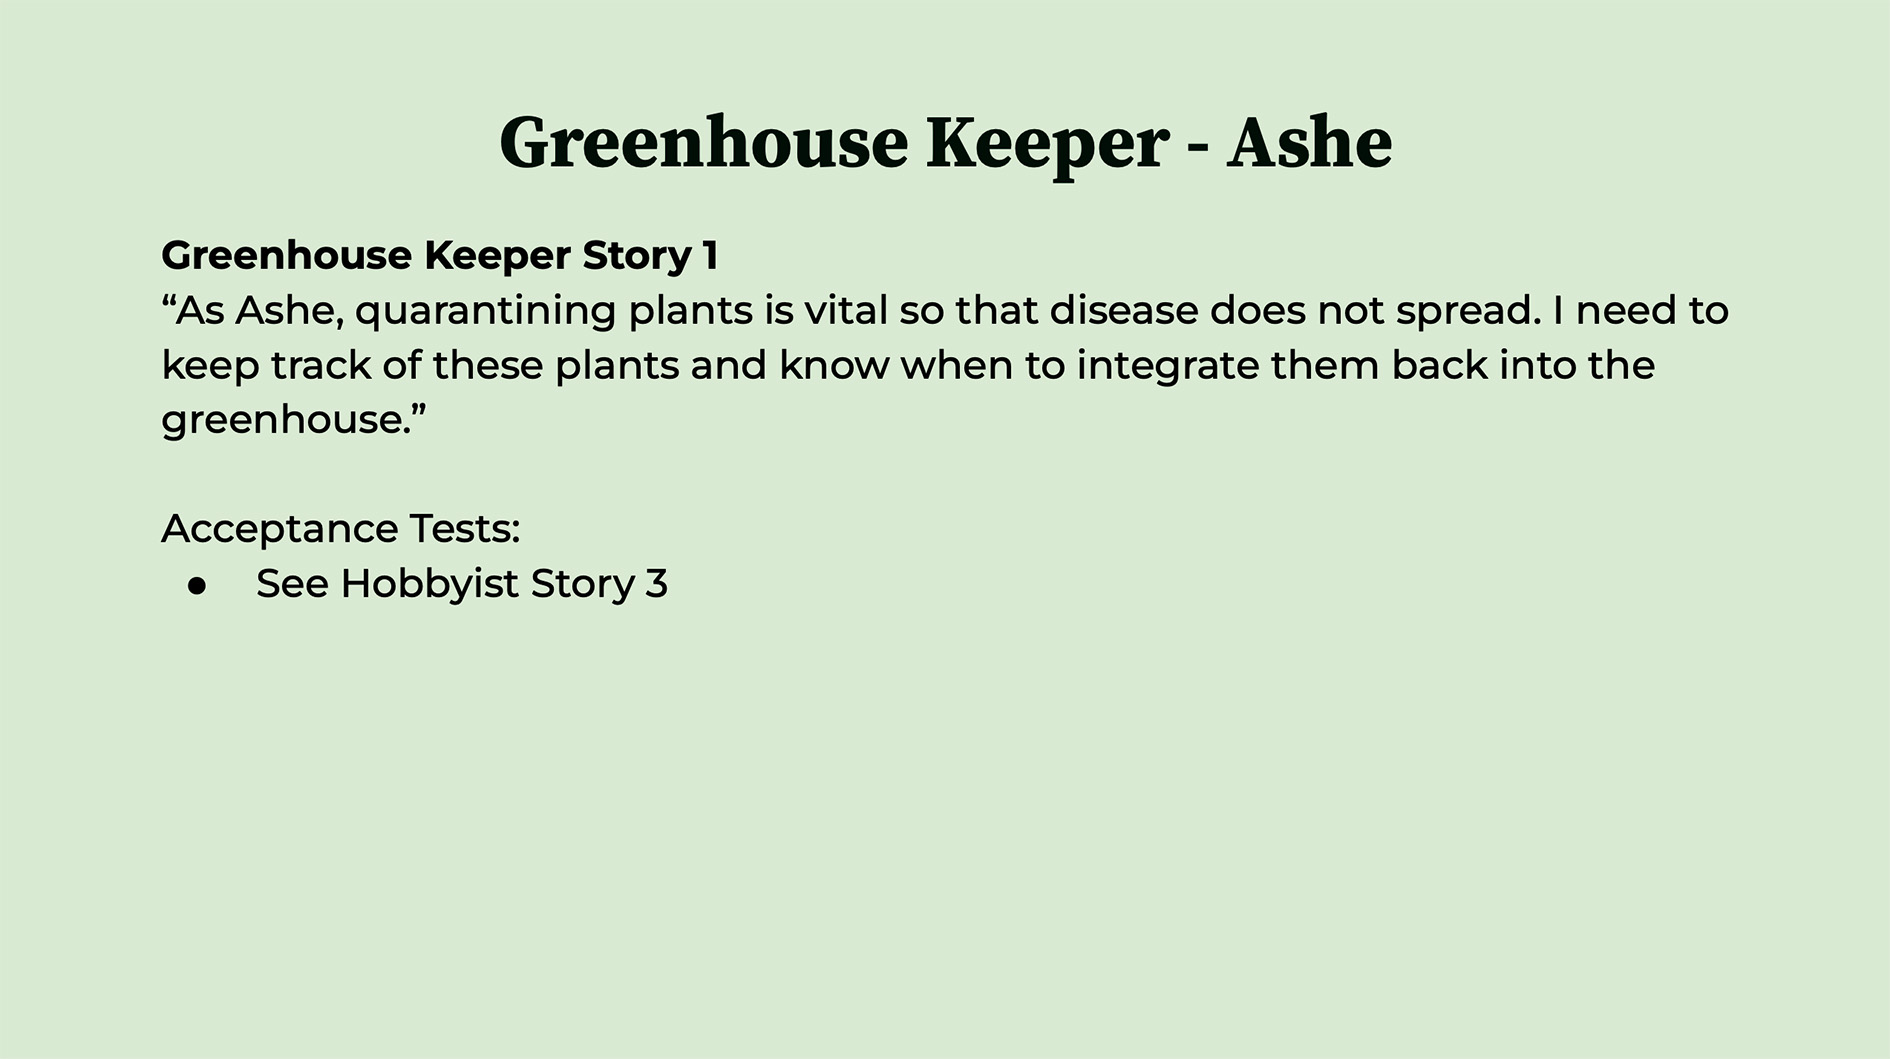 Greenhouse Keeper - Ashe
Greenhouse Keeper Story 1
“As Ashe, quarantining plants is vital so that disease does not spread. I need to
keep track of these plants and know when to integrate them back into the
greenhouse.”
Acceptance Tests:
● See Hobbyist Story 3